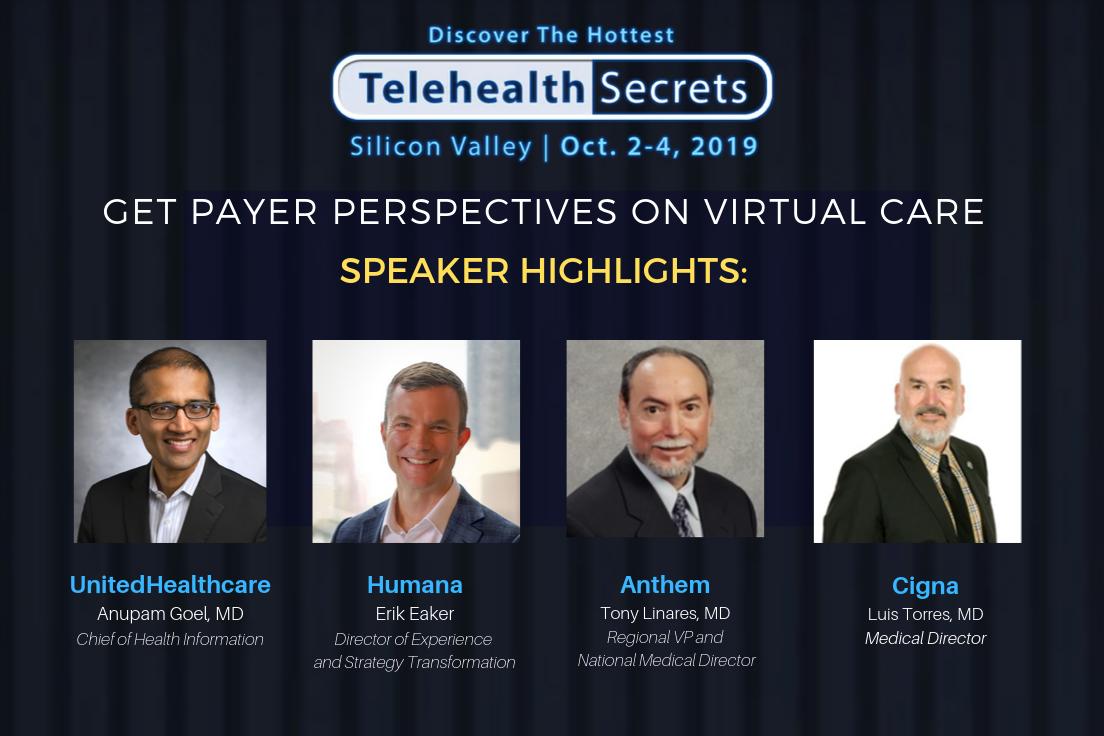 Discover The Hottest
Telehealth Secrets
Silicon Valley | Oct. 2-4, 2019
GET PAYER PERSPECTIVES ON VIRTUAL CARE
SPEAKER HIGHLIGHTS:
UnitedHealthcare
Anupam Goel, MD
Chief of Health Information
Humana
Erik Eaker
Director of Experience
and Strategy Transformation
Anthem
Tony Linares, MD
Regional VP and
National Medical Director
Cigna
Luis Torres, MD
Medical Director